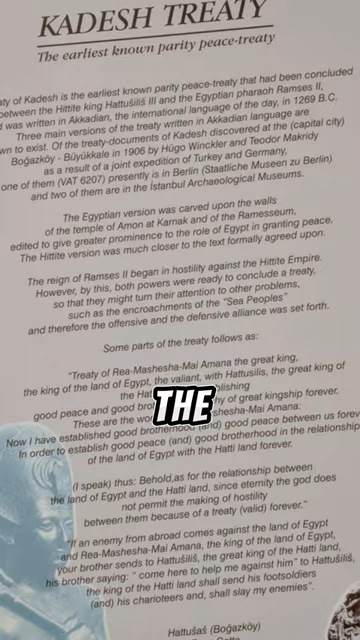 KADESH TREATY
The earliest known parity peace-treaty
aty of Kadesh is the earliest known parity peace-treaty that had been concluded
between the Hittite king Hattušiliš III and the Egyptian pharaoh Ramses II,
d was written in Akkadian, the international language of the day, in 1269 B.C.
Three main versions of the treaty written in Akkadian language are
wn to exist. Of the treaty-documents of Kadesh discovered at the (capital city)
Boğazköy - Büyükkale in 1906 by Hügo Winckler and Teodor Makridy
as a result of a joint expedition of Turkey and Germany,
one of them (VAT 6207) presently is in Berlin (Staatliche Museen zu Berlin)
and two of them are in the İstanbul Archaeological Museums.
The Egyptian version was carved upon the walls
of the temple of Amon at Karnak and of the Ramesseum,
edited to give greater prominence to the role of Egypt in granting peace.
The Hittite version was much closer to the text formally agreed upon.
The reign of Ramses II began in hostility against the Hittite Empire.
However, by this, both powers were ready to conclude a treaty,
so that they might turn their attention to other problems,
such as the encroachments of the "Sea Peoples"
and therefore the offensive and the defensive alliance was set forth.
Some parts of the treaty follows as:
"Treaty of Rea-Mashesha-Mai Amana the great king,
the king of the land of Egypt, the valiant, with Hattusilis, the great king of
the Hat lishing
good peace and good bro y of great kingship forever.
These are the wo shesha-Mai Amana:
THE
Now I have established good brotherhood (and) good peace between us forev
In order to establish good peace (and) good brotherhood in the relationship
of the land of Egypt with the Hatti land forever.
(I speak) thus: Behold,as for the relationship between
the land of Egypt and the Hatti land, since eternity the god does
not permit the making of hostility
between them because of a treaty (valid) forever."
"If an enemy from abroad comes against the land of Egypt
and Rea-Mashesha-Mai Amana, the king of the land of Egypt,
your brother sends to Hattušiliš, the great king of the Hatti land,
his brother saying: " come here to help me against him" to Hattušiliš,
the king of the Hatti land shall send his footsoldiers
(and) his charioteers and, shall slay my enemies".
Hattušaš (Boğazköy)